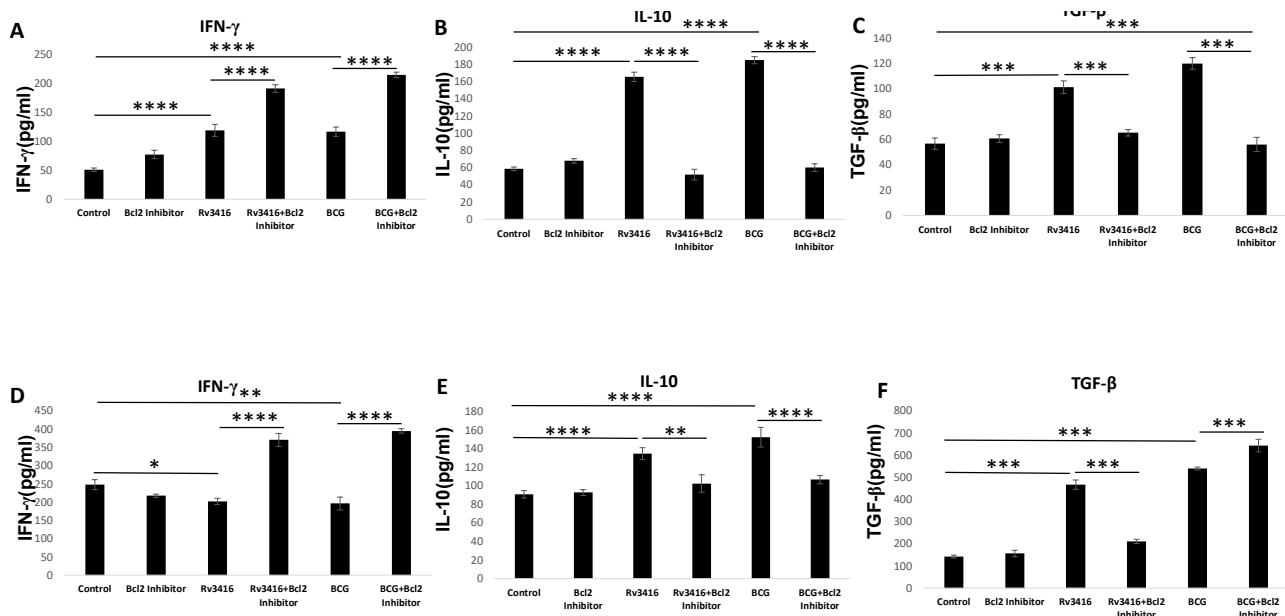 A
IFN-γ
****
****
****
****
IFN-γ(pg/ml)
250
200
150
100
50
0
Control
Bcl2 Inhibitor
Rv3416
Rv3416+Bcl2
Inhibitor
BCG
BCG+Bcl2
Inhibitor
B
IL-10
****
****
****
****
IL-10(pg/ml)
200
180
160
140
120
100
80
60
40
20
0
Control
Bcl2 Inhibitor
Rv3416
Rv3416+Bcl2
Inhibitor
BCG
BCG+Bcl2
Inhibitor
C
TGF-β
***
***
***
***
***
TGF-β(pg/ml)
140
120
100
80
60
40
20
0
Control
Bcl2 Inhibitor
Rv3416
Rv3416+Bcl2
Inhibitor
BCG
BCG+Bcl2
Inhibitor
D
IFN-γ
**
****
****
*
IFN-γ(pg/ml)
450
400
350
300
250
200
150
100
50
0
Control
Bcl2 Inhibitor
Rv3416
Rv3416+Bcl2
Inhibitor
BCG
BCG+Bcl2
Inhibitor
E
IL-10
****
****
**
****
IL-10(pg/ml)
180
160
140
120
100
80
60
40
20
0
Control
Bcl2
Inhibitor
Rv3416
Rv3416+Bcl2
Inhibitor
BCG
BCG+Bcl2
Inhibitor
F
TGF-β
***
***
***
***
TGF-β(pg/ml)
800
700
600
500
400
300
200
100
0
Control
Bcl2 Inhibitor
Rv3416
Rv3416+Bcl2
Inhibitor
BCG
BCG+Bcl2
Inhibitor